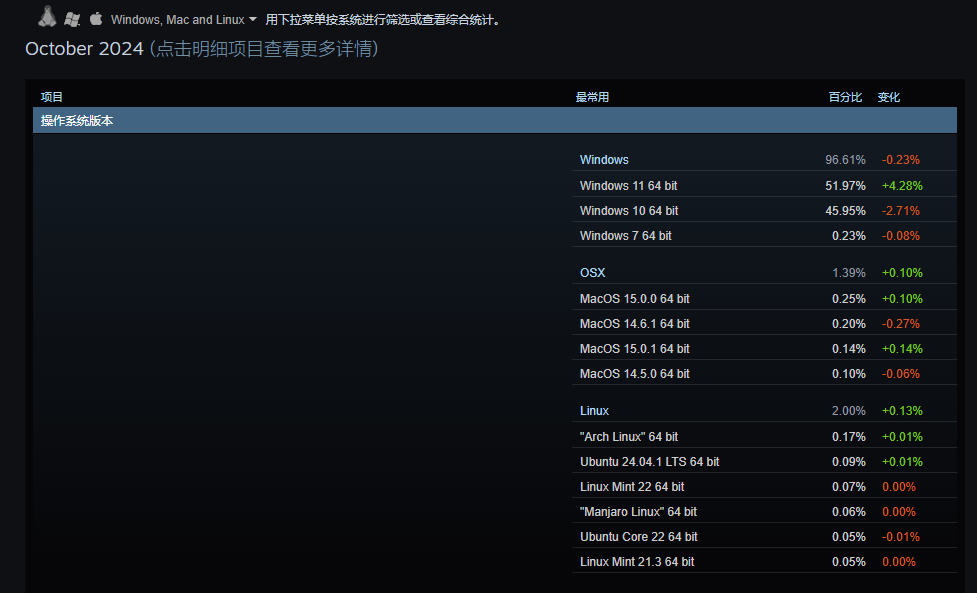 Windows, Mac and Linux 用下拉菜单按系统进行筛选或查看综合统计。
October 2024 (点击明细项目查看更多详情)
项目 最常用 百分比 变化
操作系统版本
Windows 96.61% -0.23%
Windows 11 64 bit 51.97% +4.28%
Windows 10 64 bit 45.95% -2.71%
Windows 7 64 bit 0.23% -0.08%
OSX 1.39% +0.10%
MacOS 15.0.0 64 bit 0.25% +0.10%
MacOS 14.6.1 64 bit 0.20% -0.27%
MacOS 15.0.1 64 bit 0.14% +0.14%
MacOS 14.5.0 64 bit 0.10% -0.06%
Linux 2.00% +0.13%
"Arch Linux" 64 bit 0.17% +0.01%
Ubuntu 24.04.1 LTS 64 bit 0.09% +0.01%
Linux Mint 22 64 bit 0.07% 0.00%
"Manjaro Linux" 64 bit 0.06% 0.00%
Ubuntu Core 22 64 bit 0.05% -0.01%
Linux Mint 21.3 64 bit 0.05% 0.00%